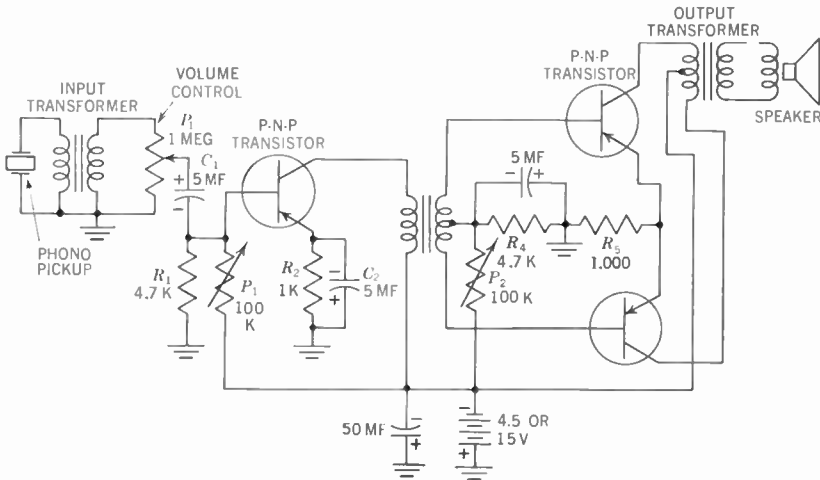 OUTPUT
TRANSFORMER
P-N-P
TRANSISTOR
SPEAKER
INPUT
TRANSFORMER
VOLUME
CONTROL
P1
1 MEG
C1
+ 5 MF
-
PHONO
PICKUP
P-N-P
TRANSISTOR
5 MF
- +
R1
4.7 K
P1
100
K
R2
1K
-
+
C2
5 MF
R4
4.7 K
R5
1.000
P2
100 K
50 MF
-
+
-
+
4.5 OR
15 V